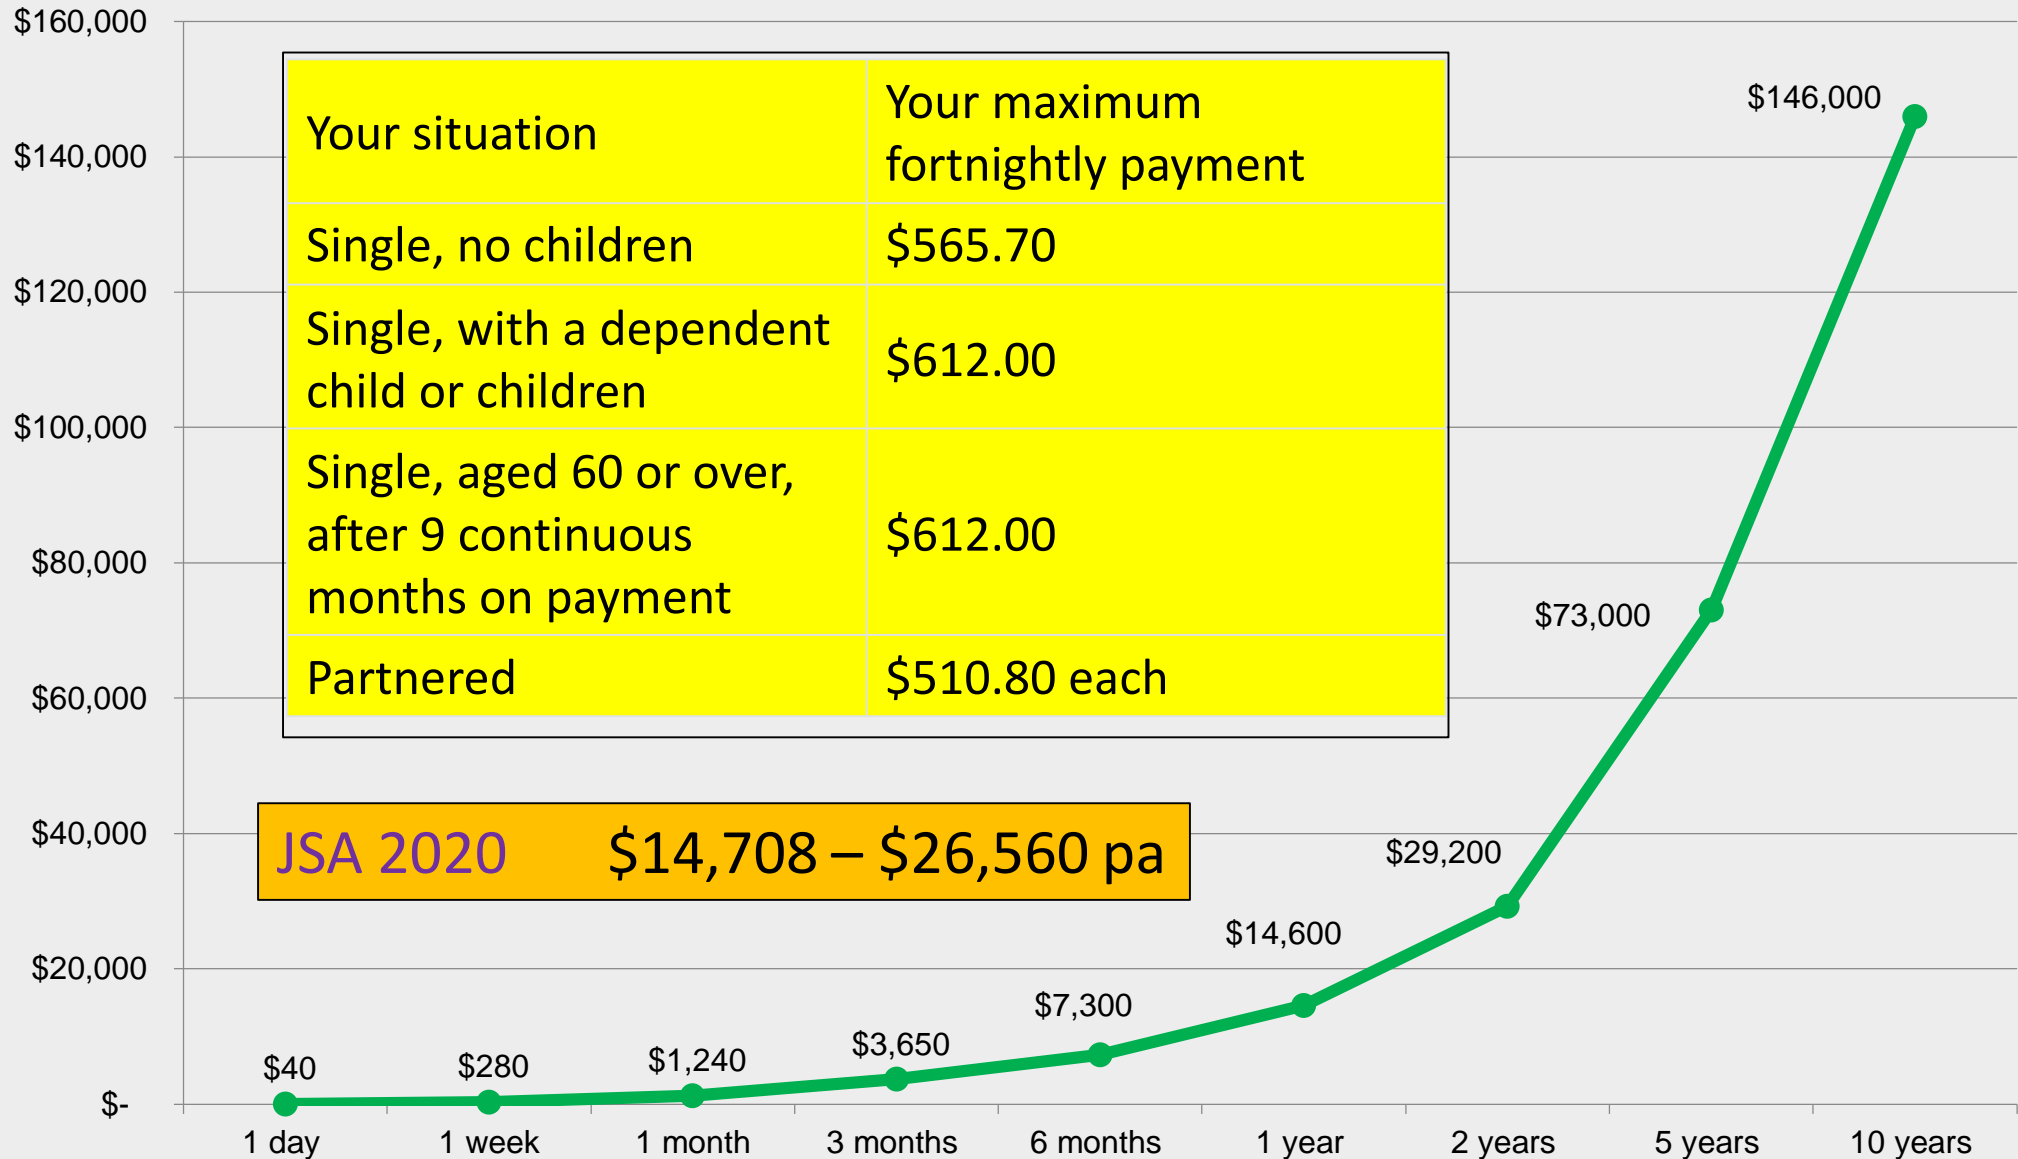 $160,000
$140,000
$120,000
$100,000
$80,000
$60,000
$40,000
$20,000
$-
Your situation
Your maximum
fortnightly payment
Single, no children
$565.70
Single, with a dependent
child or children
$612.00
Single, aged 60 or over,
after 9 continuous
months on payment
$612.00
Partnered
$510.80 each
JSA 2020 $14,708 – $26,560 pa
$40
$280
$1,240
$3,650
$7,300
$14,600
$29,200
$73,000
$146,000
1 day
1 week
1 month
3 months
6 months
1 year
2 years
5 years
10 years